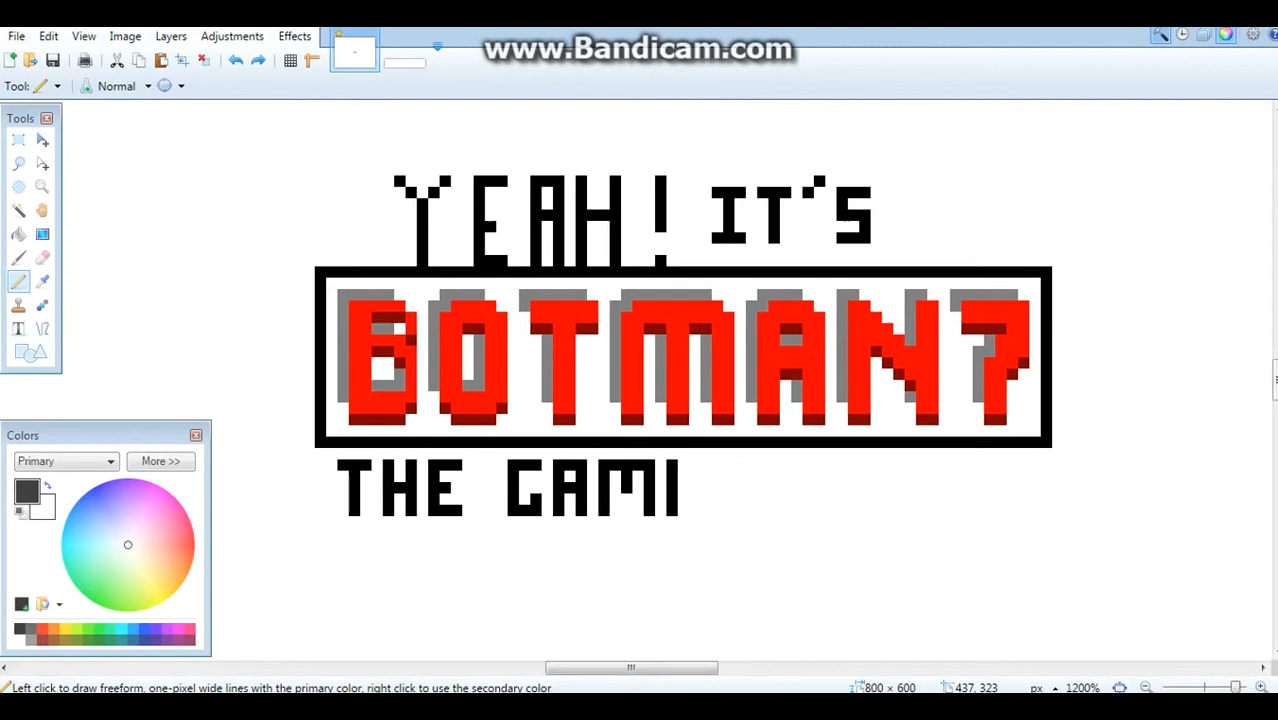 www.Bandicam.com
File Edit View Image Layers Adjustments Effects
Tool: Normal
Tools
YEAH! IT'S
BOTMAN?
THE GAMI
Colors
Primary More >>
Left click to draw freeform, one-pixel wide lines with the primary color, right click to use the secondary color 800 × 600 437, 323 px 1200%